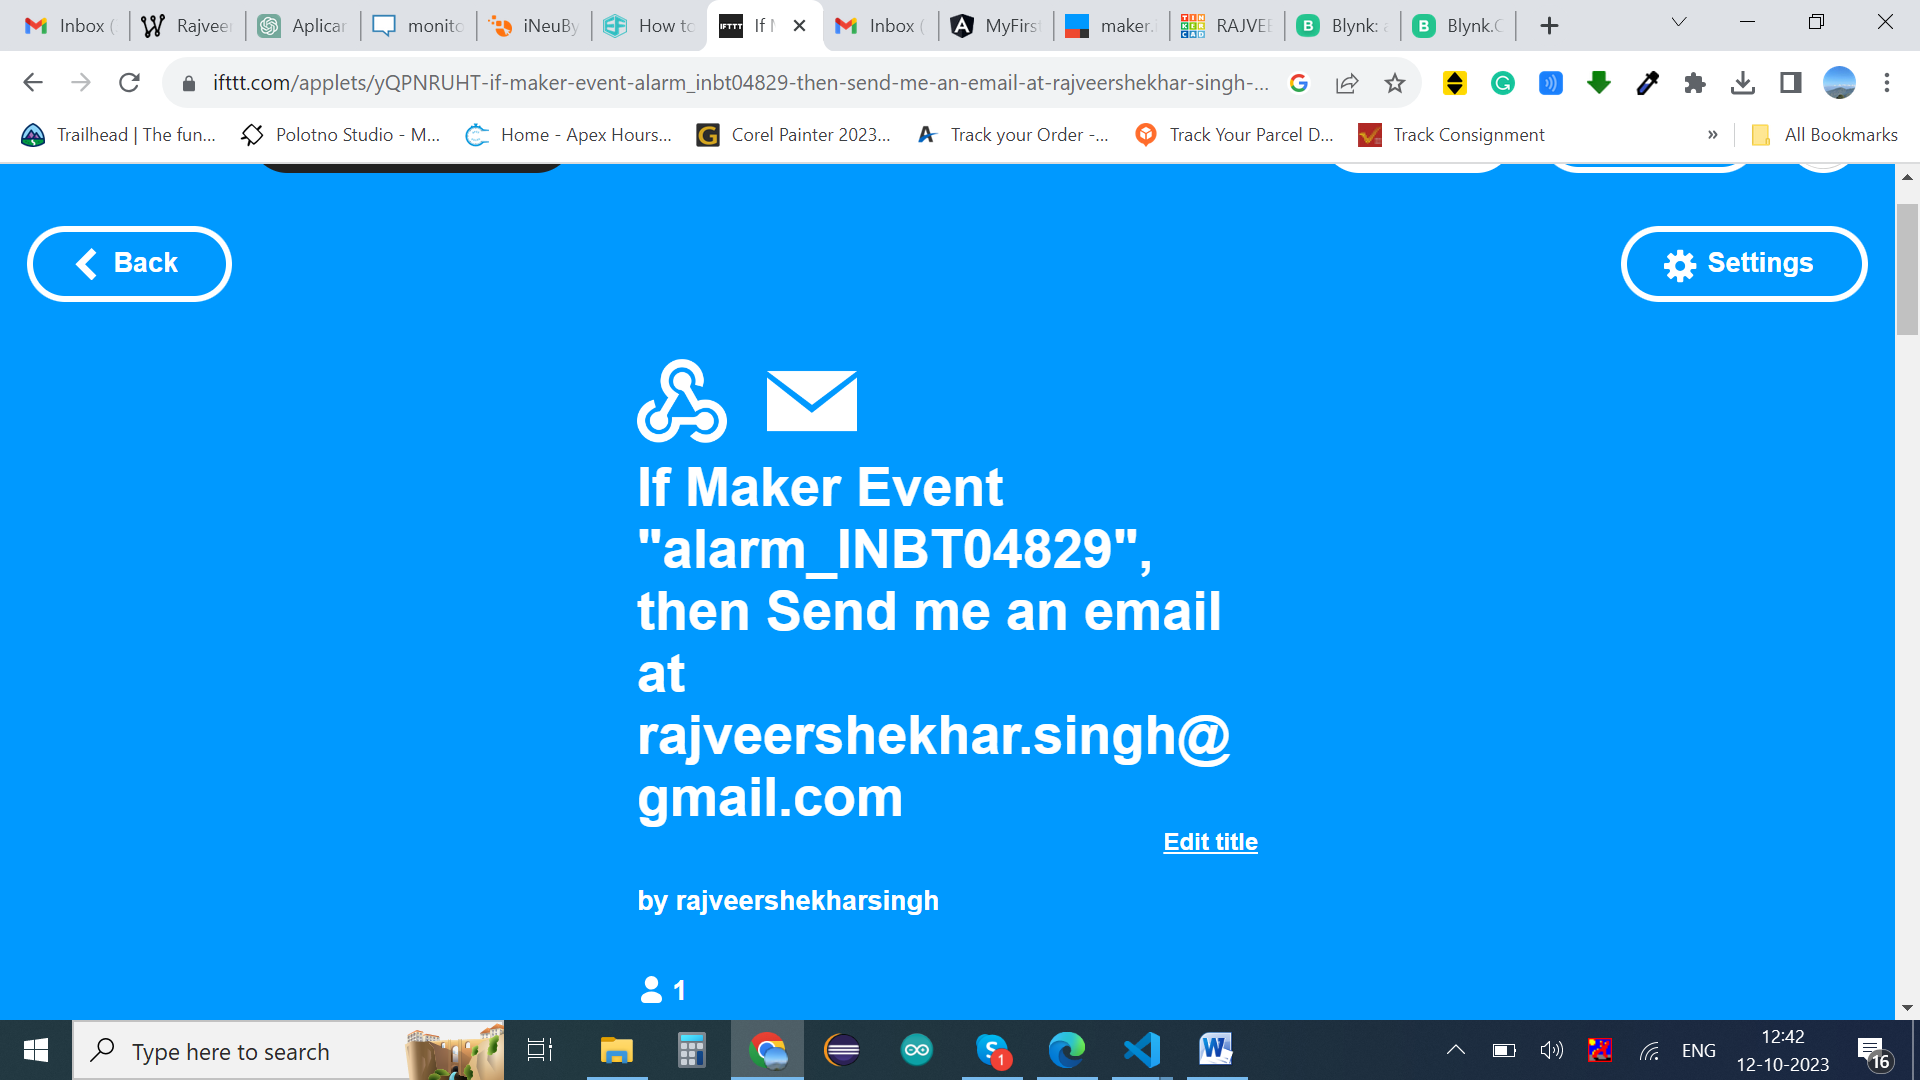 Inbox (
Rajveer
Aplicar
monito
iNeuBy
How to
If M
Inbox (
MyFirst
maker.i
RAJVEE
Blynk: a
Blynk.C
ifttt.com/applets/yQPNRUHT-if-maker-event-alarm_inbt04829-then-send-me-an-email-at-rajveershekhar-singh-...
Trailhead | The fun...
Polotno Studio - M...
Home - Apex Hours...
Corel Painter 2023...
Track your Order -...
Track Your Parcel D...
Track Consignment
»
All Bookmarks
Back
Settings
If Maker Event
"alarm_INBT04829",
then Send me an email
at
rajveershekhar.singh@
gmail.com
Edit title
by rajveershekharsingh
1
Type here to search
1
ENG
12:42
12-10-2023
16